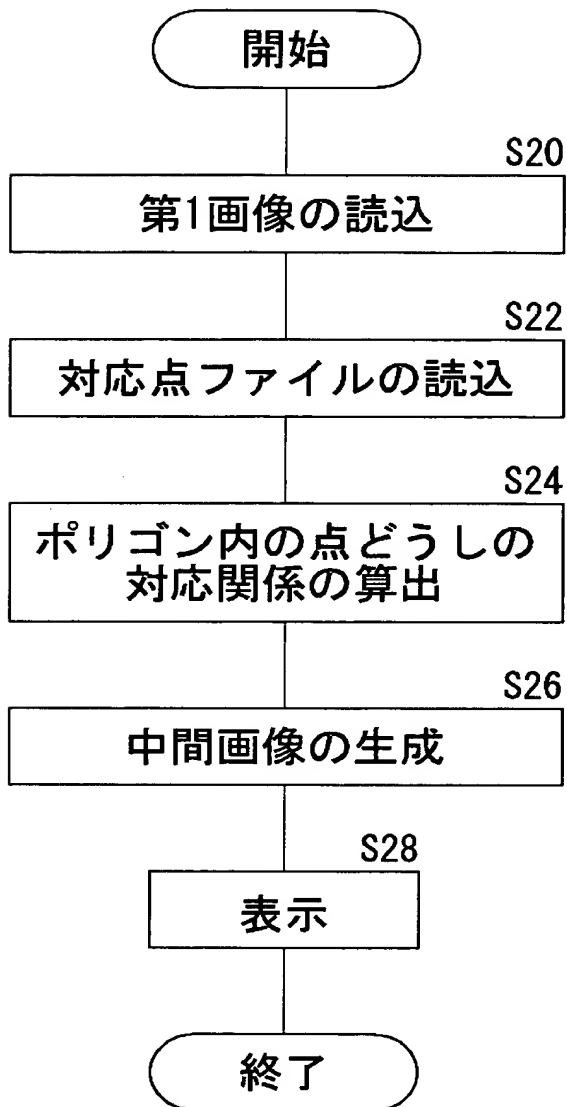 開始
S20
第1画像の読込
S22
対応点ファイルの読込
S24
ポリゴン内の点どうしの
対応関係の算出
S26
中間画像の生成
S28
表示
終了